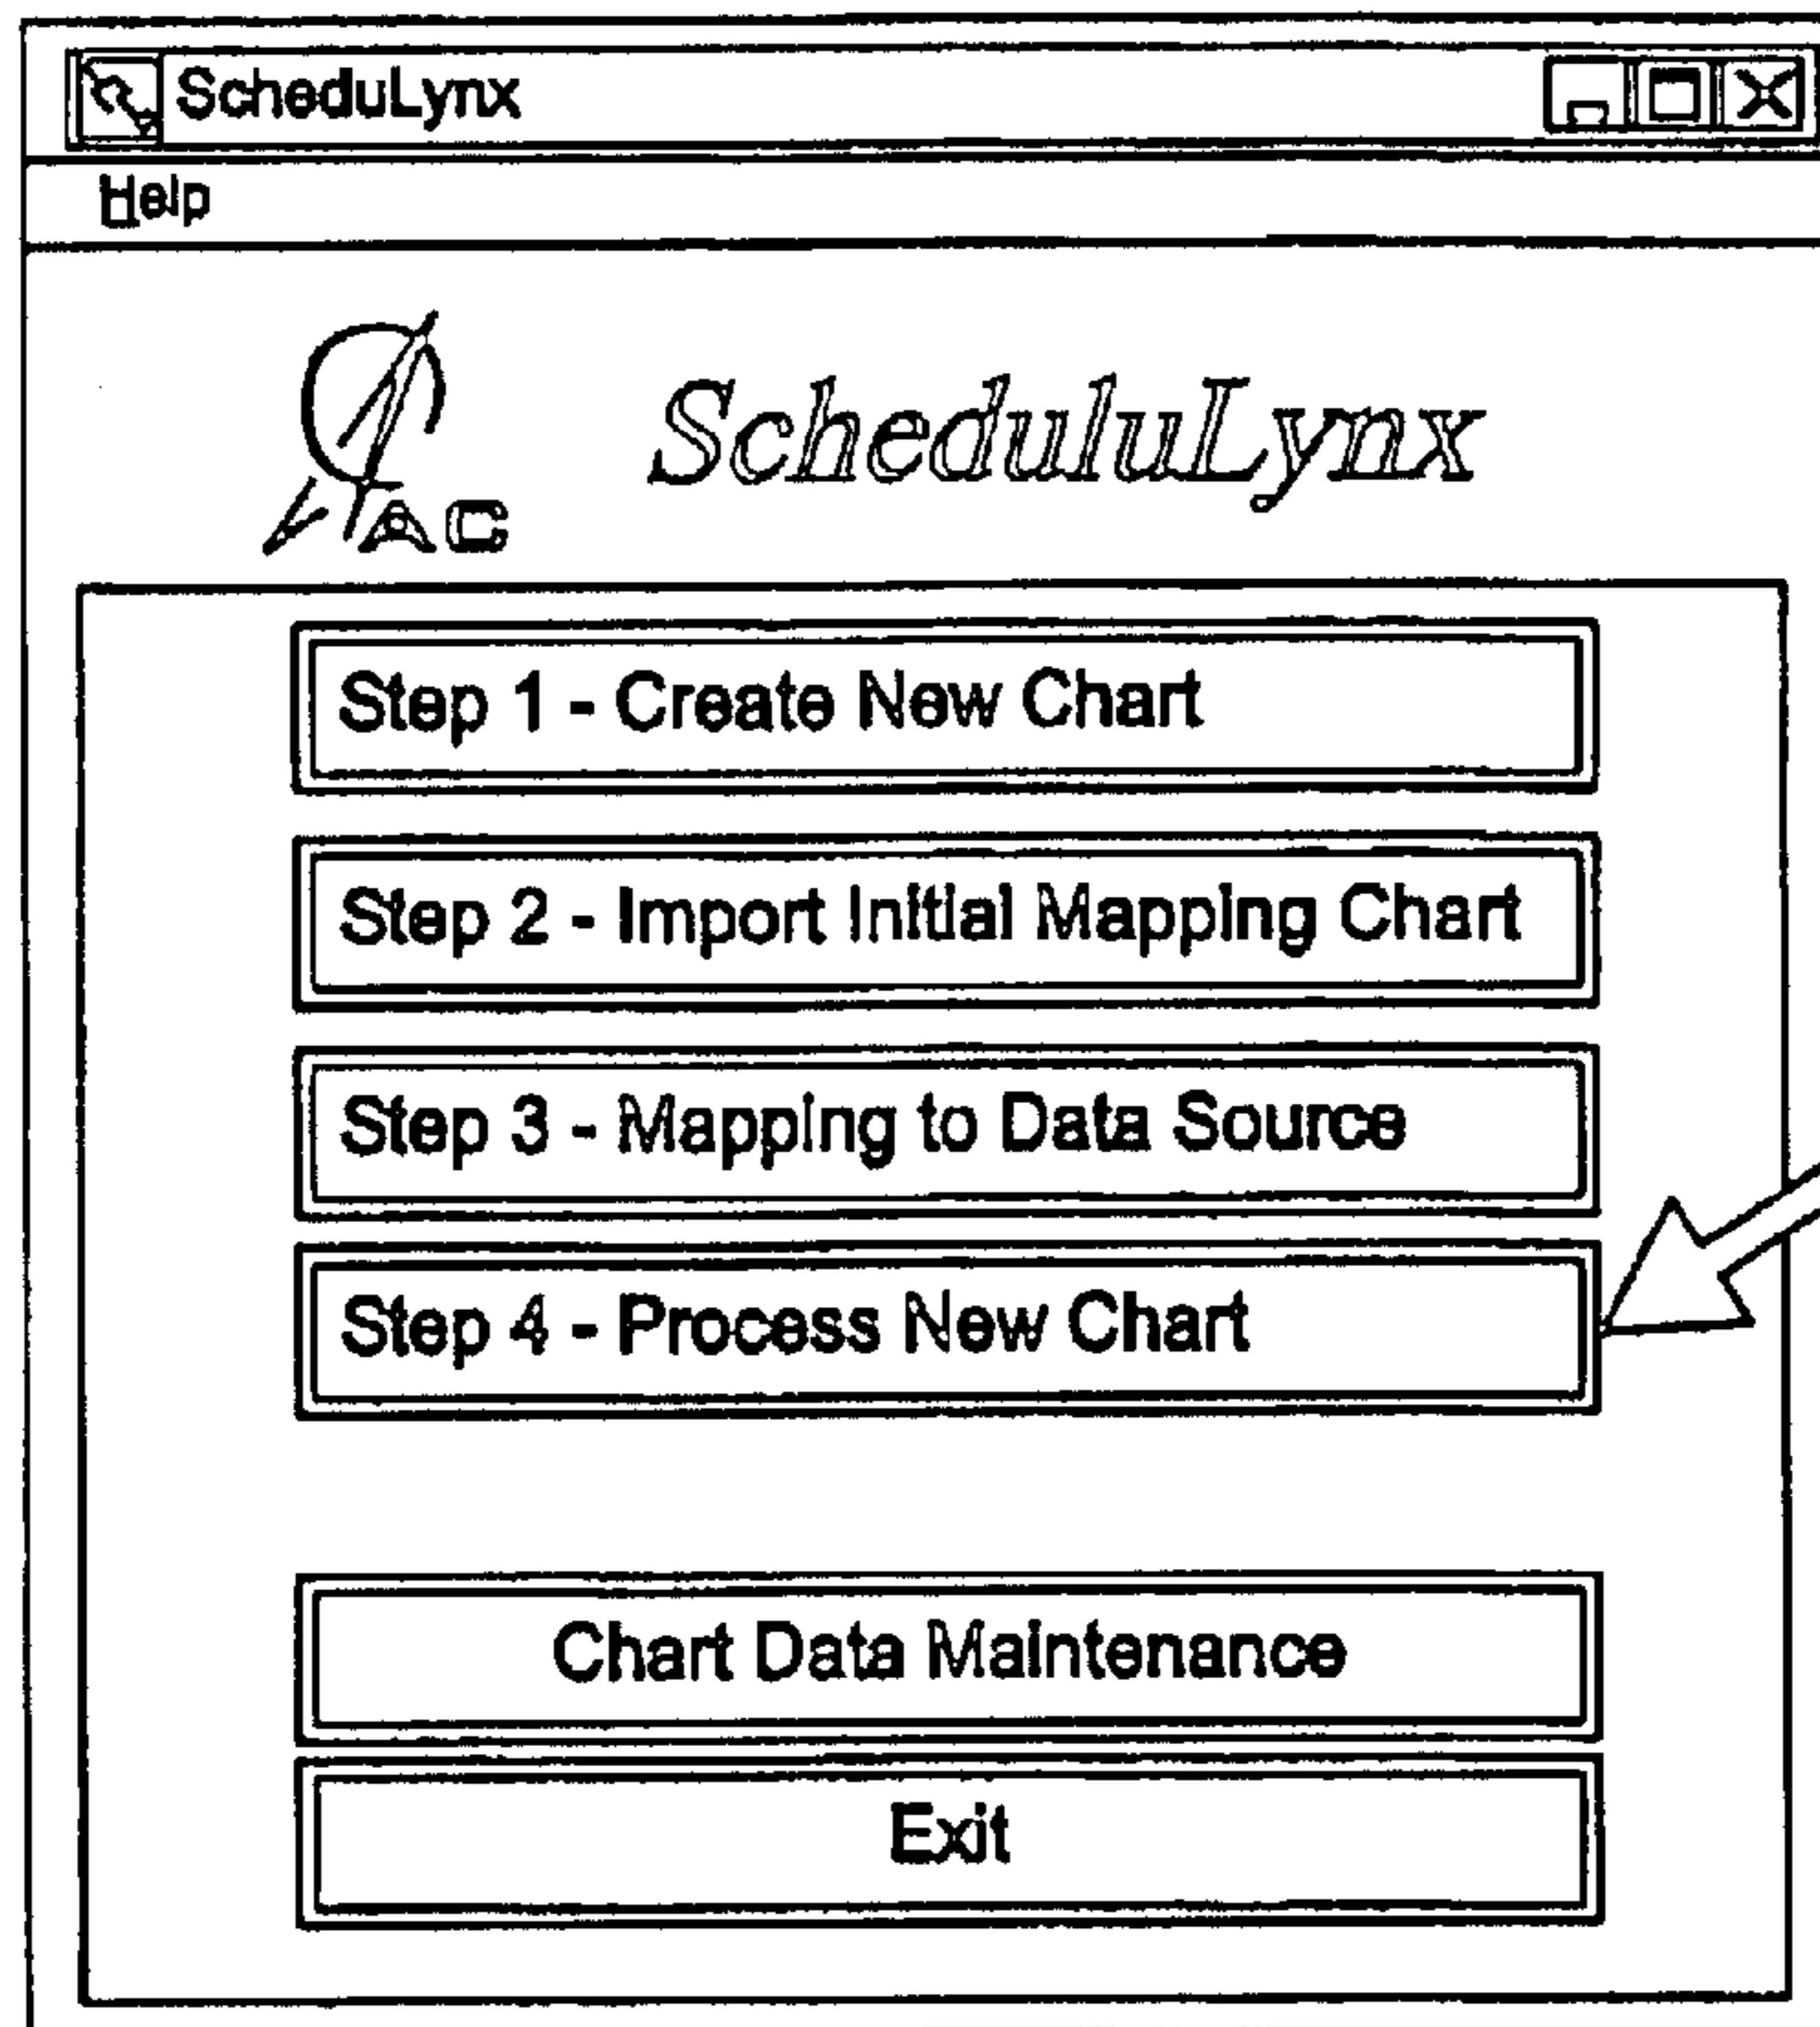 ScheduLynx
Help
AC
ScheduluLynx
Step 1 - Create New Chart
Step 2 - Import Initial Mapping Chart
Step 3 - Mapping to Data Source
Step 4 - Process New Chart
Chart Data Maintenance
Exit